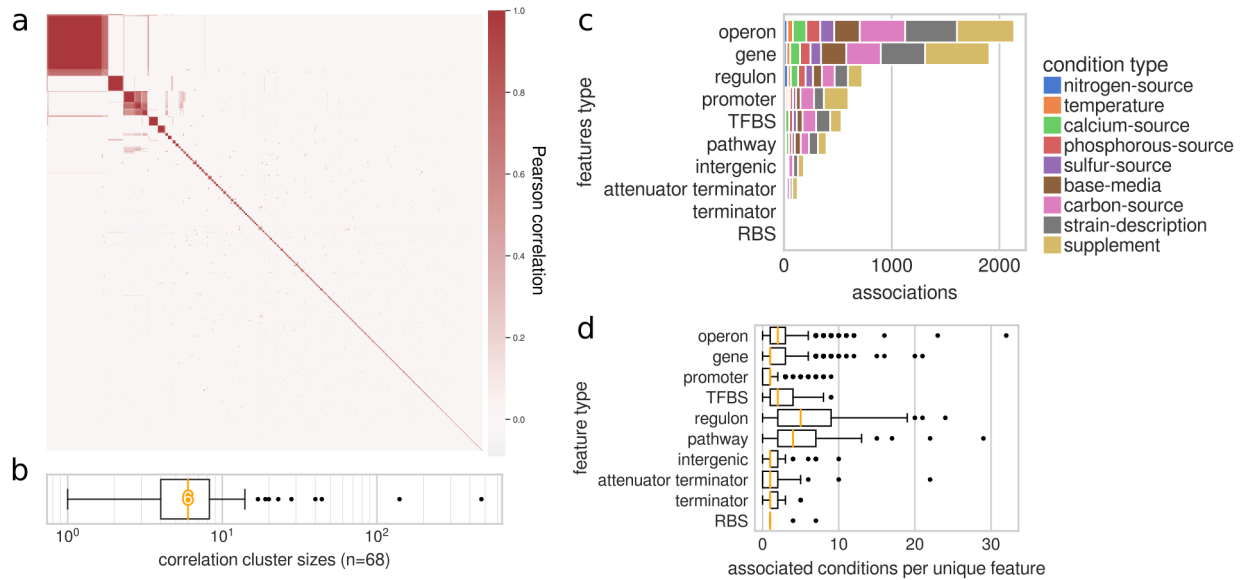 a
1.0
0.8
0.6
0.4
0.2
0.0
Pearson correlation
b
10^0
10^1
10^2
correlation cluster sizes (n=68)
c
features type
operon
gene
regulon
promoter
TFBS
pathway
intergenic
attenuator terminator
terminator
RBS
0 1000 2000
associations
condition type
nitrogen-source
temperature
calcium-source
phosphorous-source
sulfur-source
base-media
carbon-source
strain-description
supplement
d
feature type
operon
gene
promoter
TFBS
regulon
pathway
intergenic
attenuator terminator
terminator
RBS
0 10 20 30
associated conditions per unique feature